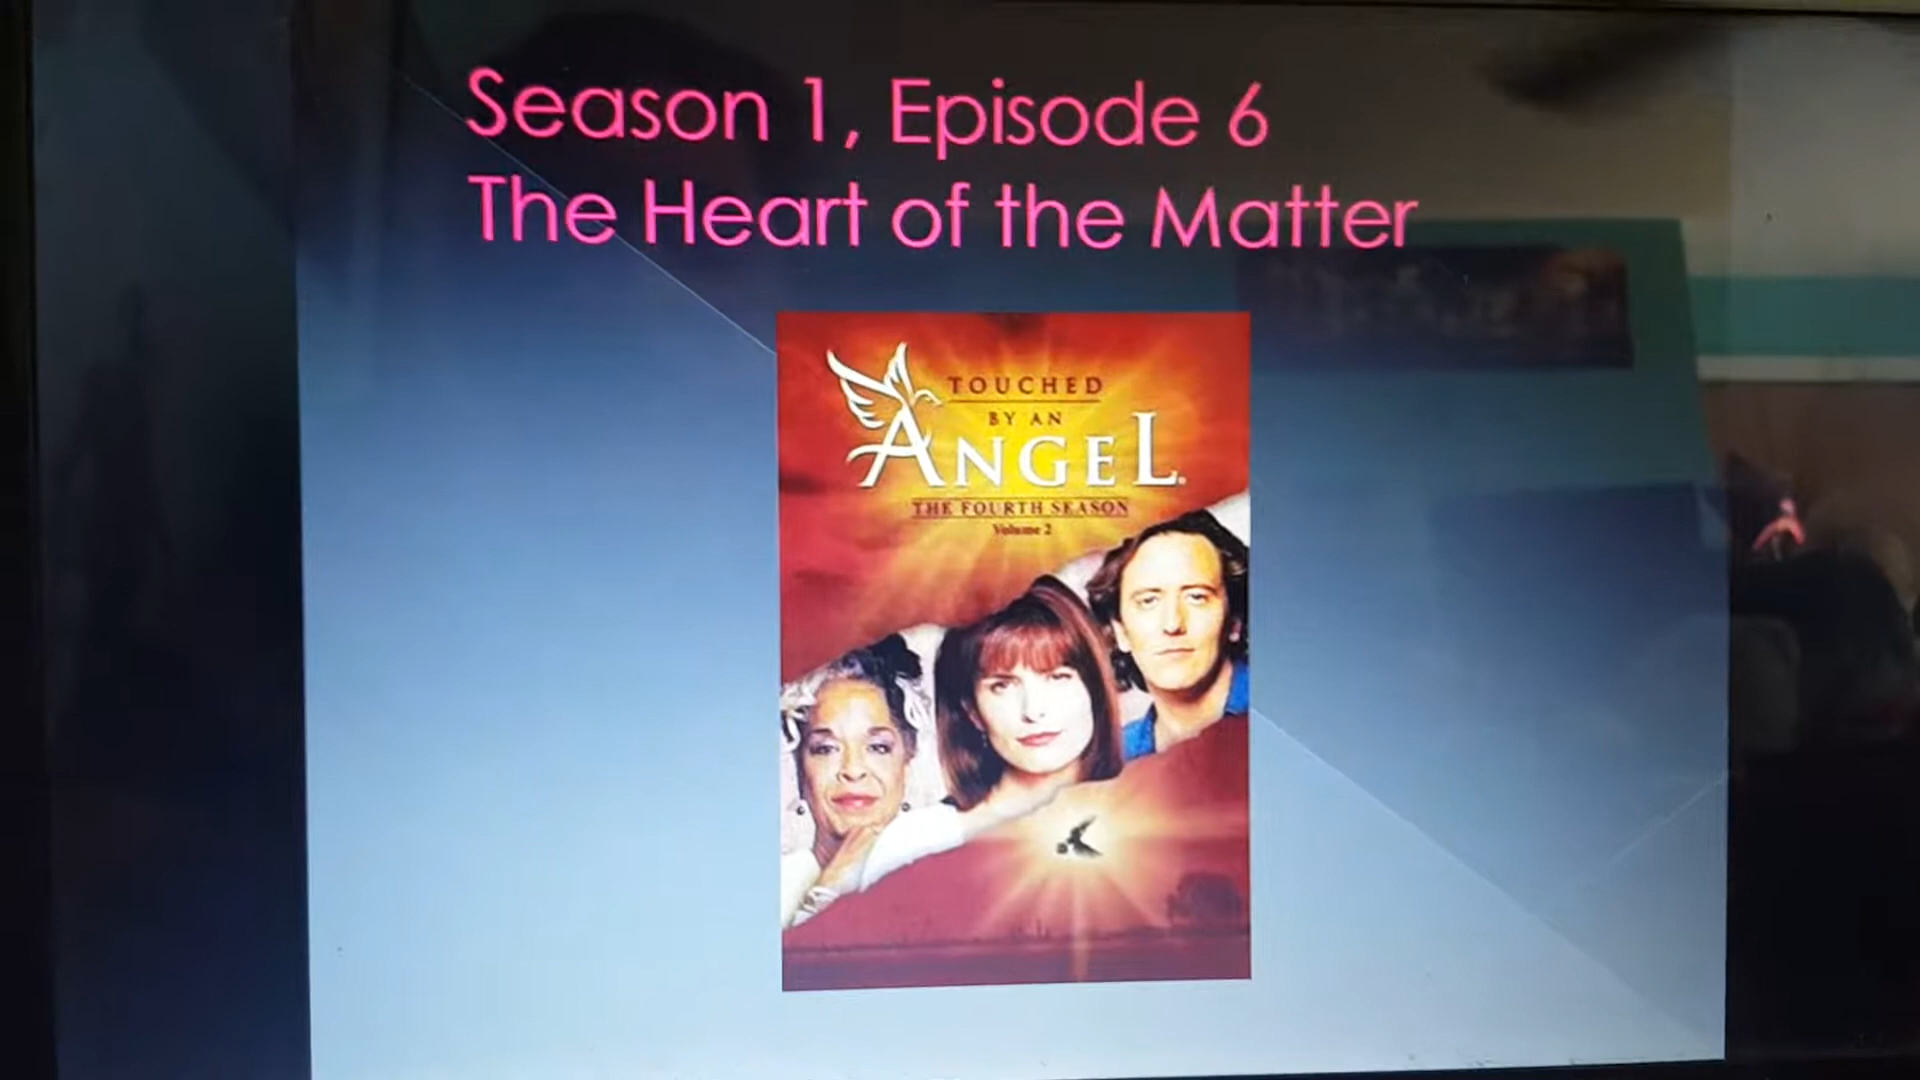 Season 1, Episode 6
The Heart of the Matter
TOUCHED
BY AN
ANGEL
THE FOURTH SEASON
Volume 2